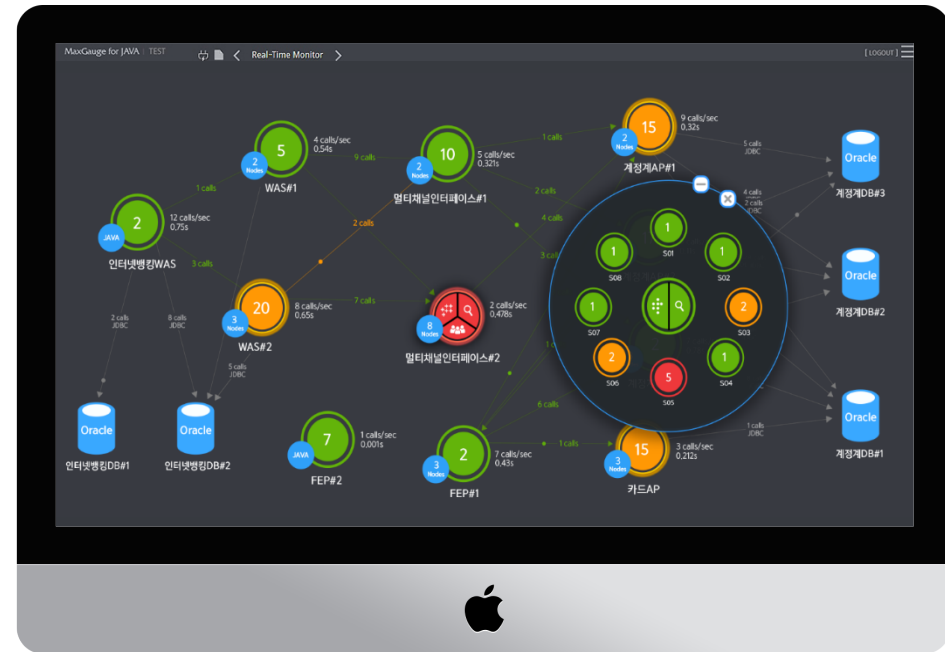 MaxGauge for JAVA | TEST
Real-Time Monitor
[ LOGOUT ]
5
2
Nodes
4 calls/sec
0.54s
WAS#1
9 calls
10
2
Nodes
5 calls/sec
0.321s
멀티채널인터페이스#1
1 calls
15
2
Nodes
9 calls/sec
0.32s
계정계AP#1
5 calls
JDBC
Oracle
계정계DB#3
1 calls
2
JAVA
12 calls/sec
0.75s
인터넷뱅킹WAS
3 calls
2 calls
2 calls
4 calls
4 calls
2 calls
JDBC
1
S01
1
S08
1
S02
1
S07
2
S03
2
S06
1
S04
5
S05
Oracle
계정계DB#2
20
3
Nodes
8 calls/sec
0.65s
WAS#2
7 calls
8
Nodes
2 calls/sec
0.478s
멀티채널인터페이스#2
2 calls
JDBC
8 calls
JDBC
5 calls
JDBC
6 calls
Oracle
인터넷뱅킹DB#1
Oracle
인터넷뱅킹DB#2
7
JAVA
1 calls/sec
0.001s
FEP#2
2
3
Nodes
7 calls/sec
0.43s
FEP#1
1 calls
15
3
Nodes
3 calls/sec
0.212s
카드AP
1 calls
JDBC
Oracle
계정계DB#1